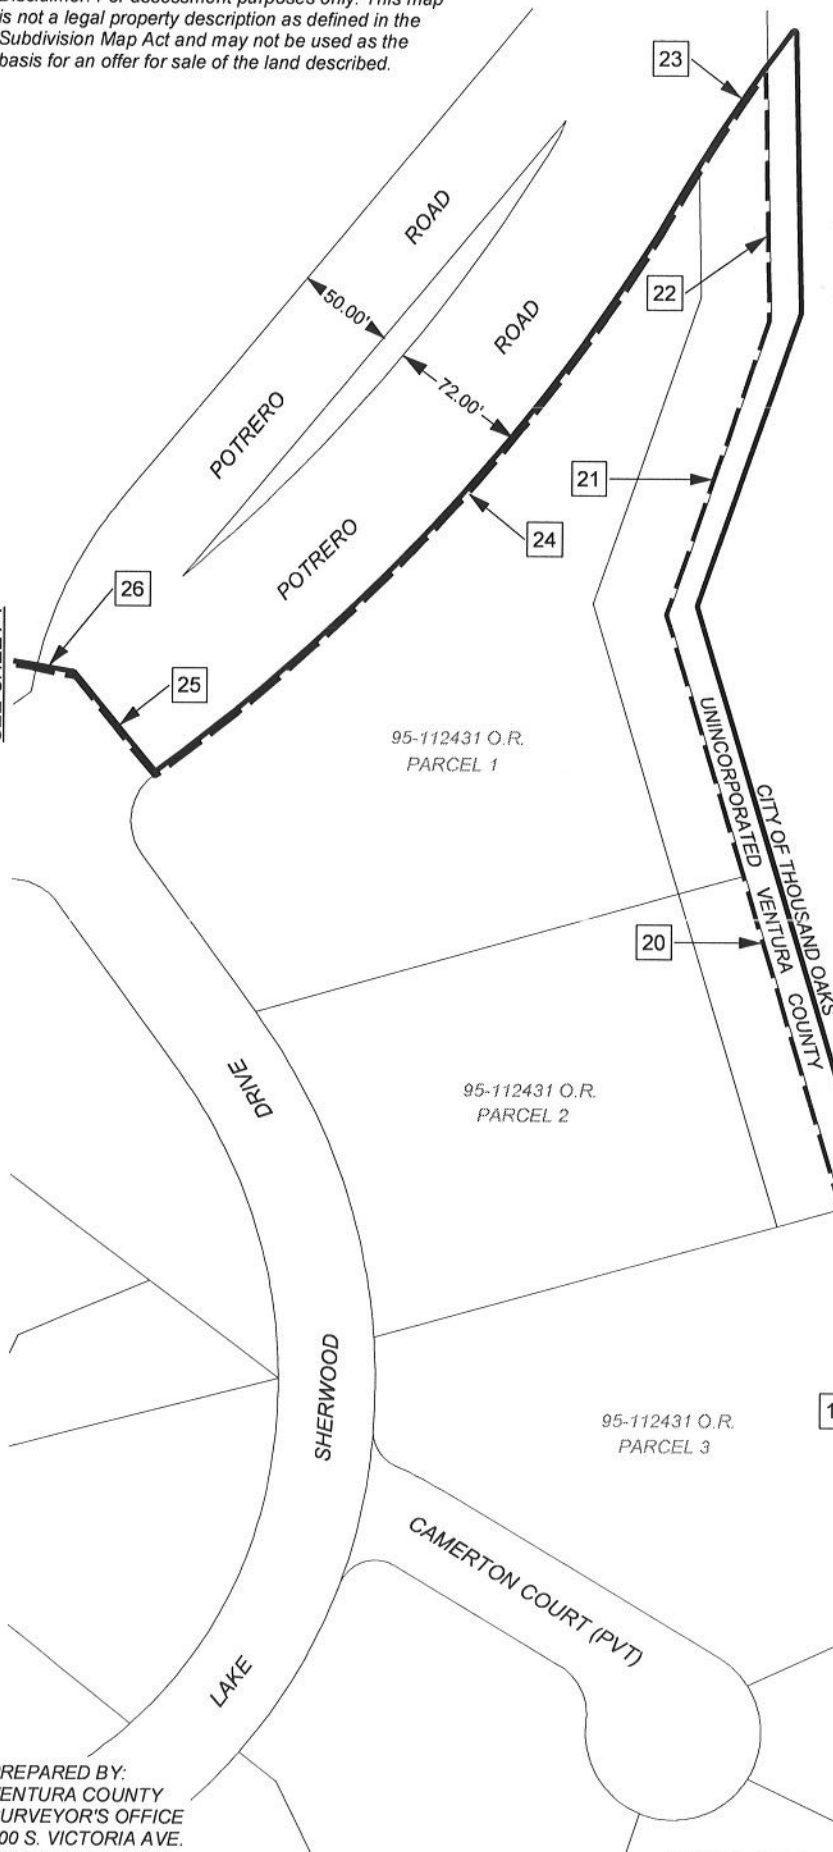 is not a legal property description as defined in the
Subdivision Map Act and may not be used as the
basis for an offer for sale of the land described.
23
ROAD
22
50.00'
ROAD
72.00'
POTRERO
21
24
POTRERO
26
25
95-112431 O.R.
PARCEL 1
UNINCORPORATED VENTURA COUNTY
CITY OF THOUSAND OAKS
20
DRIVE
95-112431 O.R.
PARCEL 2
SHERWOOD
95-112431 O.R.
PARCEL 3
1
CAMERTON COURT (PVT)
LAKE
REPARED BY:
ENTURA COUNTY
URVEYOR'S OFFICE
00 S. VICTORIA AVE.